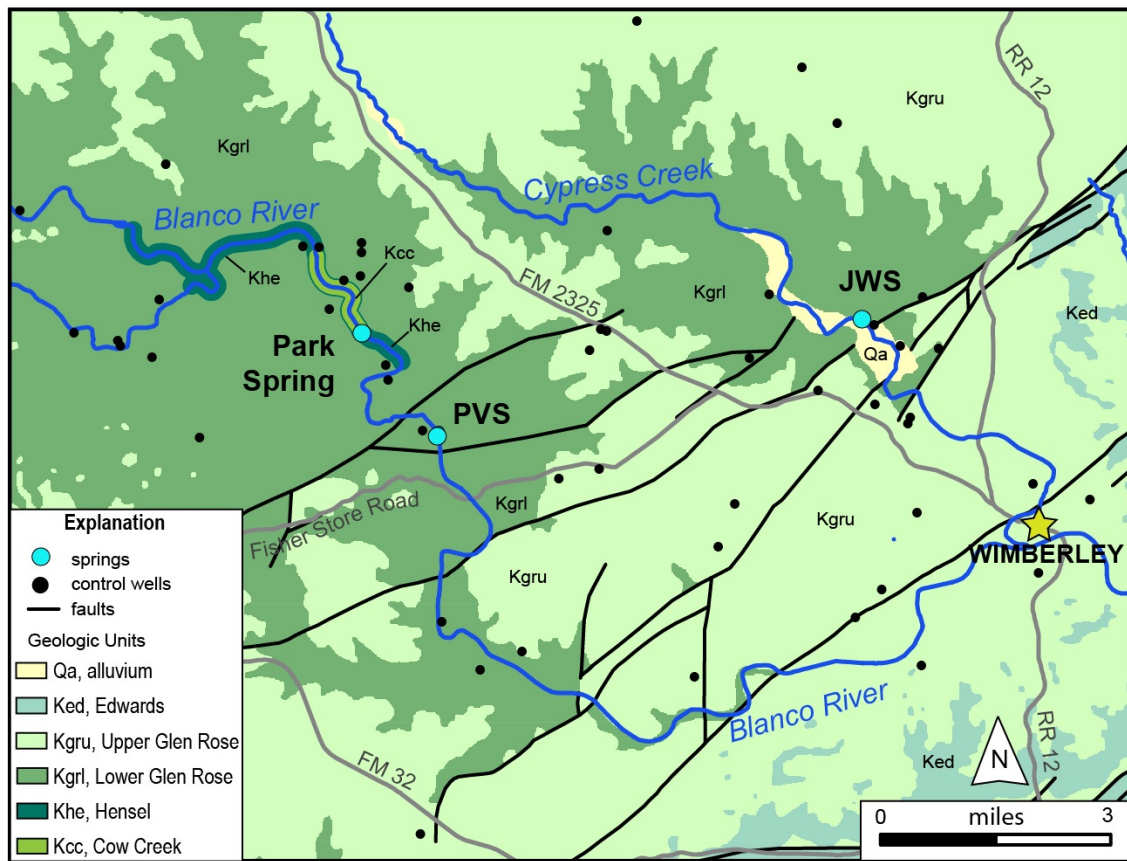 Kgru
RR 12
Kgrl
Cypress Creek
Blanco River
Kcc
Khe
FM 2325
Kgrl
JWS
Ked
Khe
Park
Spring
Qa
PVS
Kgrl
Kgru
Fisher Store Road
WIMBERLEY
Kgru
Blanco River
RR 12
FM 32
Ked
N
Explanation
springs
control wells
faults
Geologic Units
Qa, alluvium
Ked, Edwards
Kgru, Upper Glen Rose
Kgrl, Lower Glen Rose
Khe, Hensel
Kcc, Cow Creek
0 miles 3